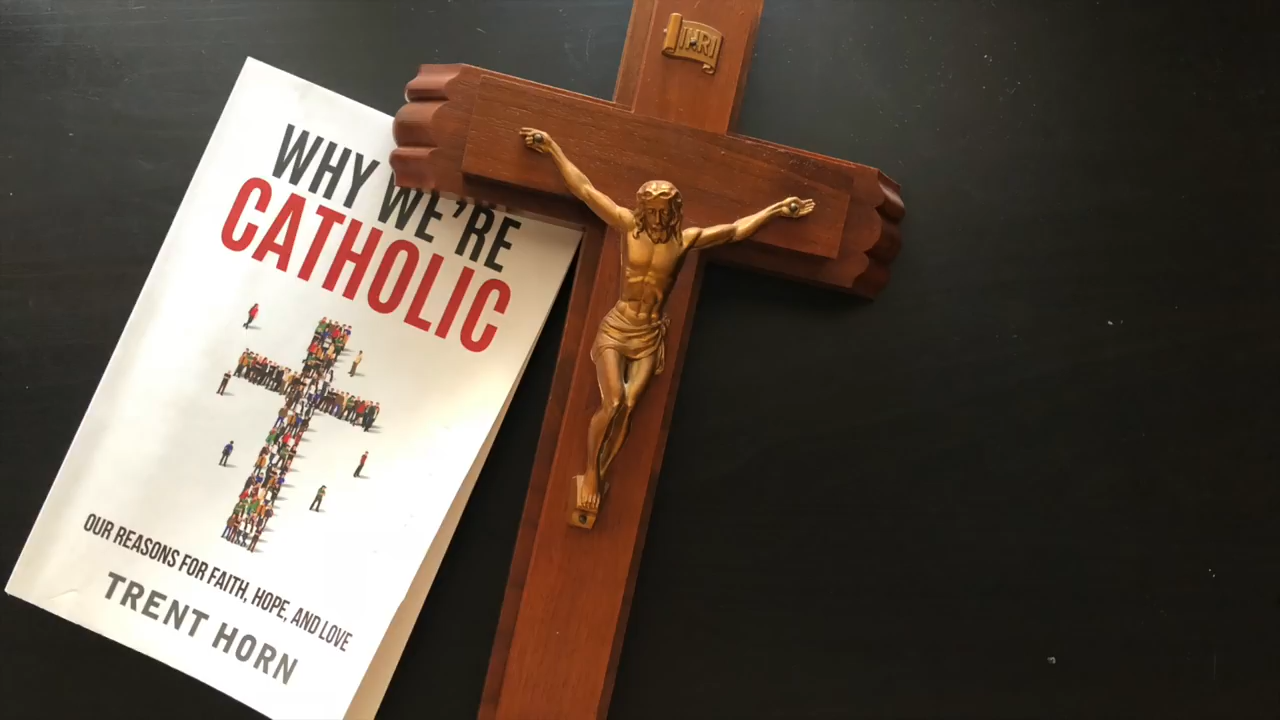 INRI
WHY WE'RE
CATHOLIC
OUR REASONS FOR FAITH, HOPE, AND LOVE
TRENT HORN